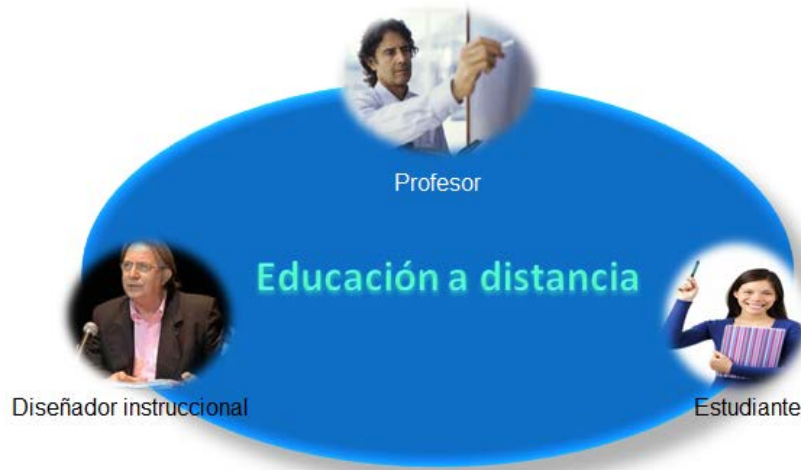 Profesor
Educación a distancia
Diseñador instruccional
Estudiante